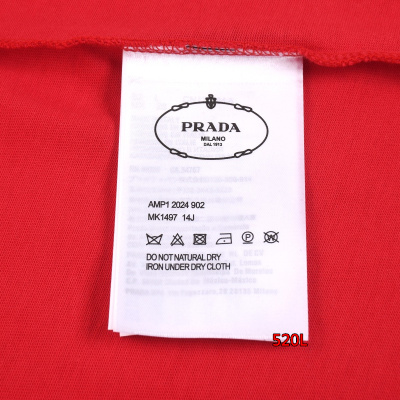 PRADA
MILANO
DAL 1913
AMP1 2024 902
MK1497 14J
DO NOT NATURAL DRY
IRON UNDER DRY CLOTH
520L